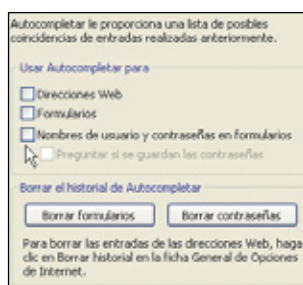 Autocompletar le proporciona una lista de posibles
coincidencias de entradas realizadas anteriormente.
Usar Autocompletar para
Direcciones Web
Formularios
Nombres de usuario y contraseñas en formularios
Preguntar si se guardan las contraseñas
Borrar el historial de Autocompletar
Borrar formularios Borrar contraseñas
Para borrar las entradas de las direcciones Web, haga
clic en Borrar historial en la ficha General de Opciones
de Internet.